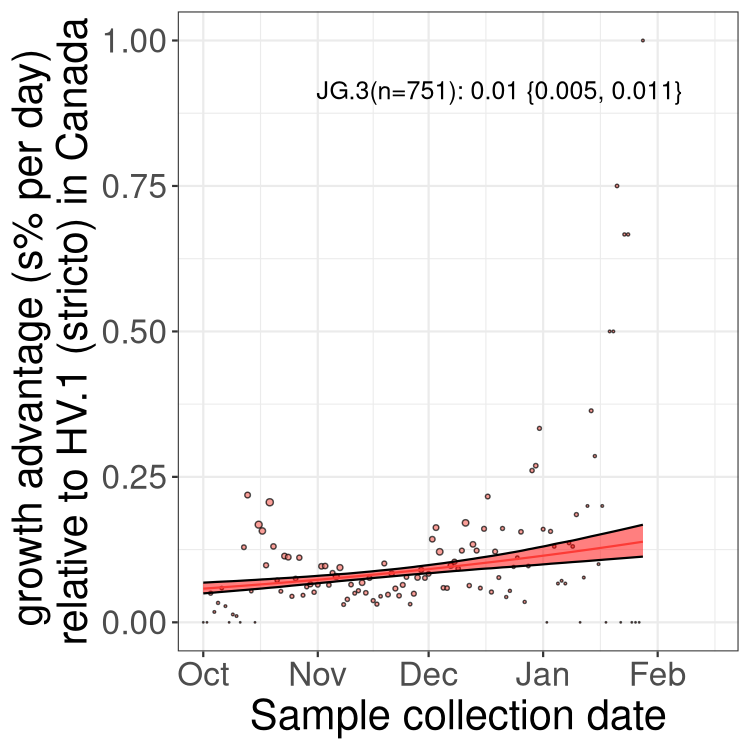 growth advantage (s% per day)
relative to HV.1 (stricto) in Canada
1.00
0.75
0.50
0.25
0.00
JG.3(n=751): 0.01 {0.005, 0.011}
Oct Nov Dec Jan Feb
Sample collection date